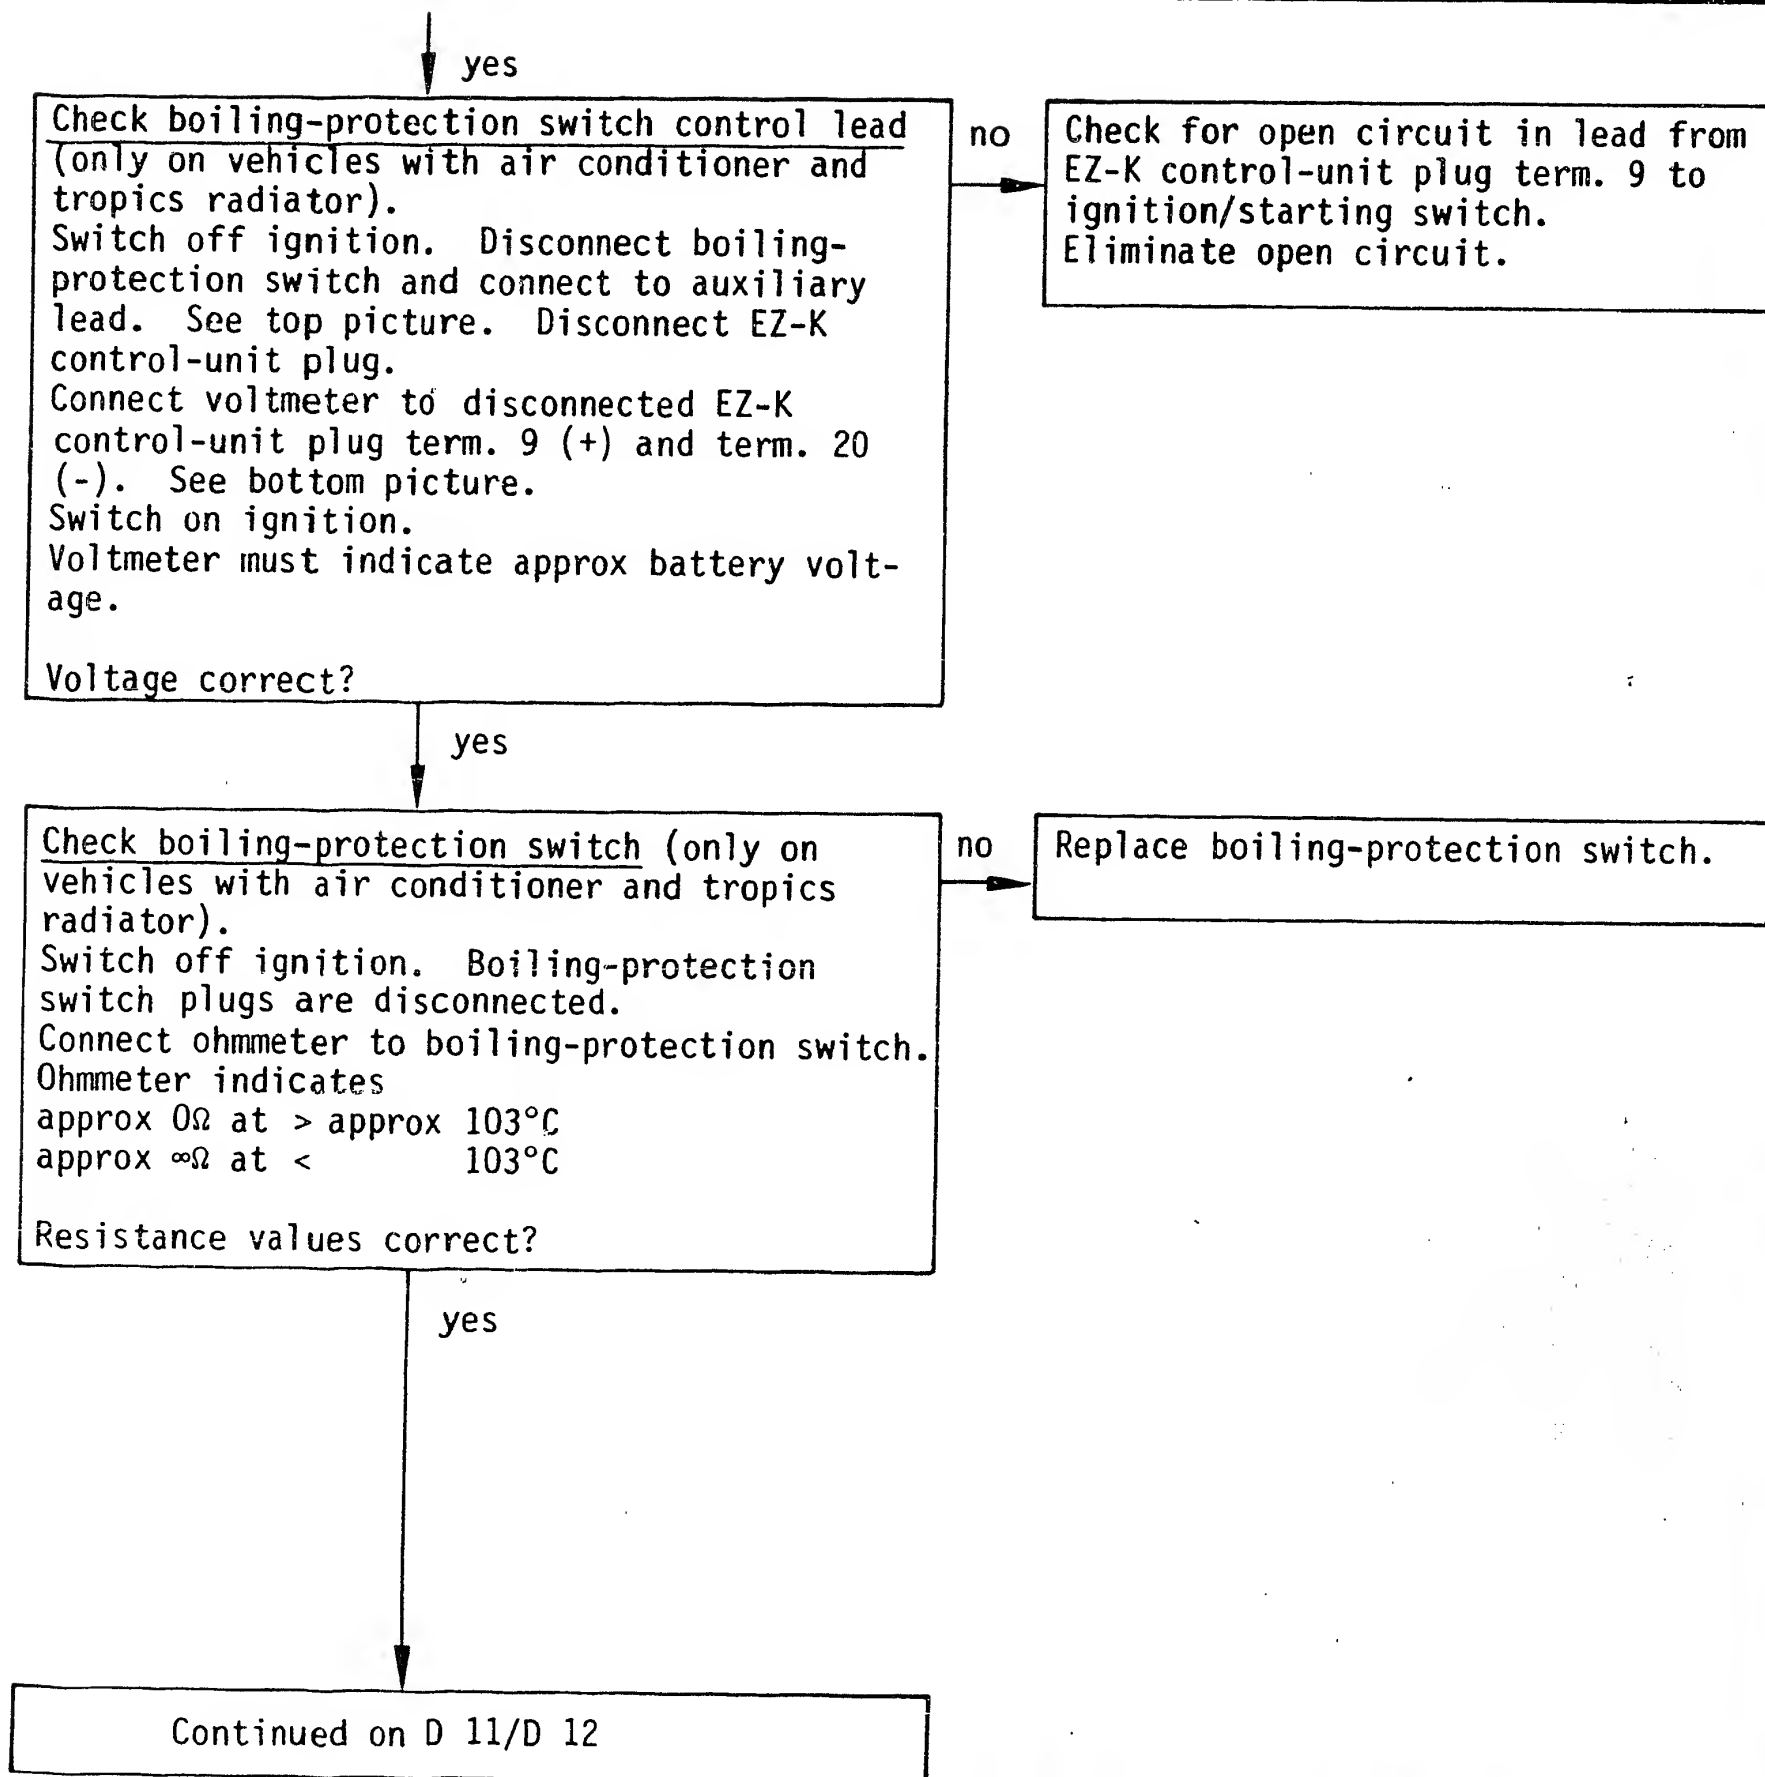 yes
Check boiling-protection switch control lead
(only on vehicles with air conditioner and
tropics radiator).
Switch off ignition.  Disconnect boiling-
protection switch and connect to auxiliary
lead.  See top picture.  Disconnect EZ-K
control-unit plug.
Connect voltmeter to disconnected EZ-K
control-unit plug term. 9 (+) and term. 20
(-).  See bottom picture.
Switch on ignition.
Voltmeter must indicate approx battery volt-
age.
Voltage correct?
no
Check for open circuit in lead from
EZ-K control-unit plug term. 9 to
ignition/starting switch.
Eliminate open circuit.
yes
Check boiling-protection switch (only on
vehicles with air conditioner and tropics
radiator).
Switch off ignition.  Boiling-protection
switch plugs are disconnected.
Connect ohmmeter to boiling-protection switch.
Ohmmeter indicates
approx 0Ω at > approx 103°C
approx ∞Ω at < 103°C
Resistance values correct?
no
Replace boiling-protection switch.
yes
Continued on D 11/D 12